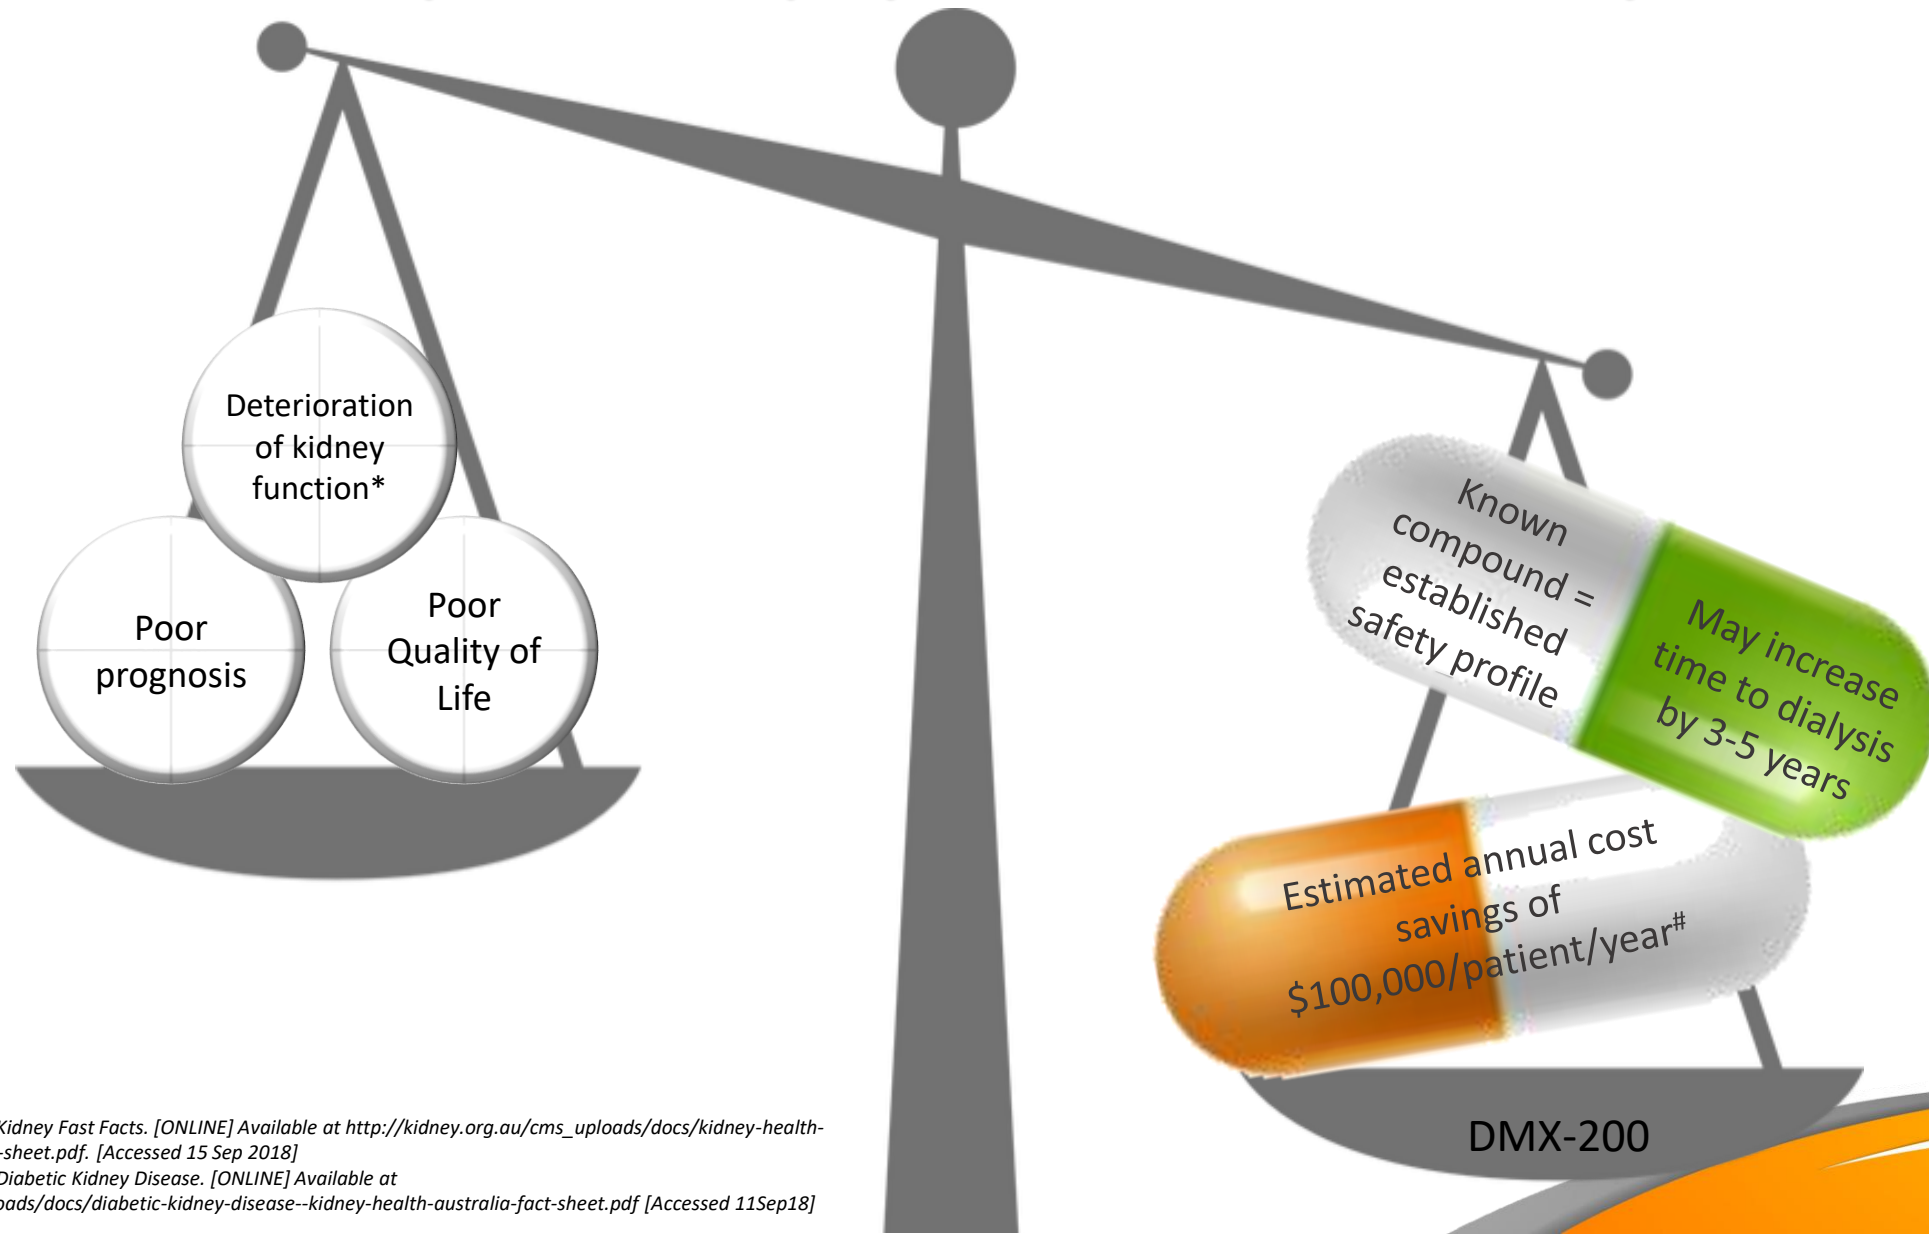 Deterioration
of kidney
function*
Poor
prognosis
Poor
Quality of
Life
Known
compound =
established
safety profile
May increase
time to dialysis
by 3-5 years
Estimated annual cost
savings of
$100,000/patient/year#
DMX-200
Kidney Fast Facts. [ONLINE] Available at http://kidney.org.au/cms_uploads/docs/kidney-health-
-sheet.pdf. [Accessed 15 Sep 2018]
Diabetic Kidney Disease. [ONLINE] Available at
oads/docs/diabetic-kidney-disease--kidney-health-australia-fact-sheet.pdf [Accessed 11Sep18]